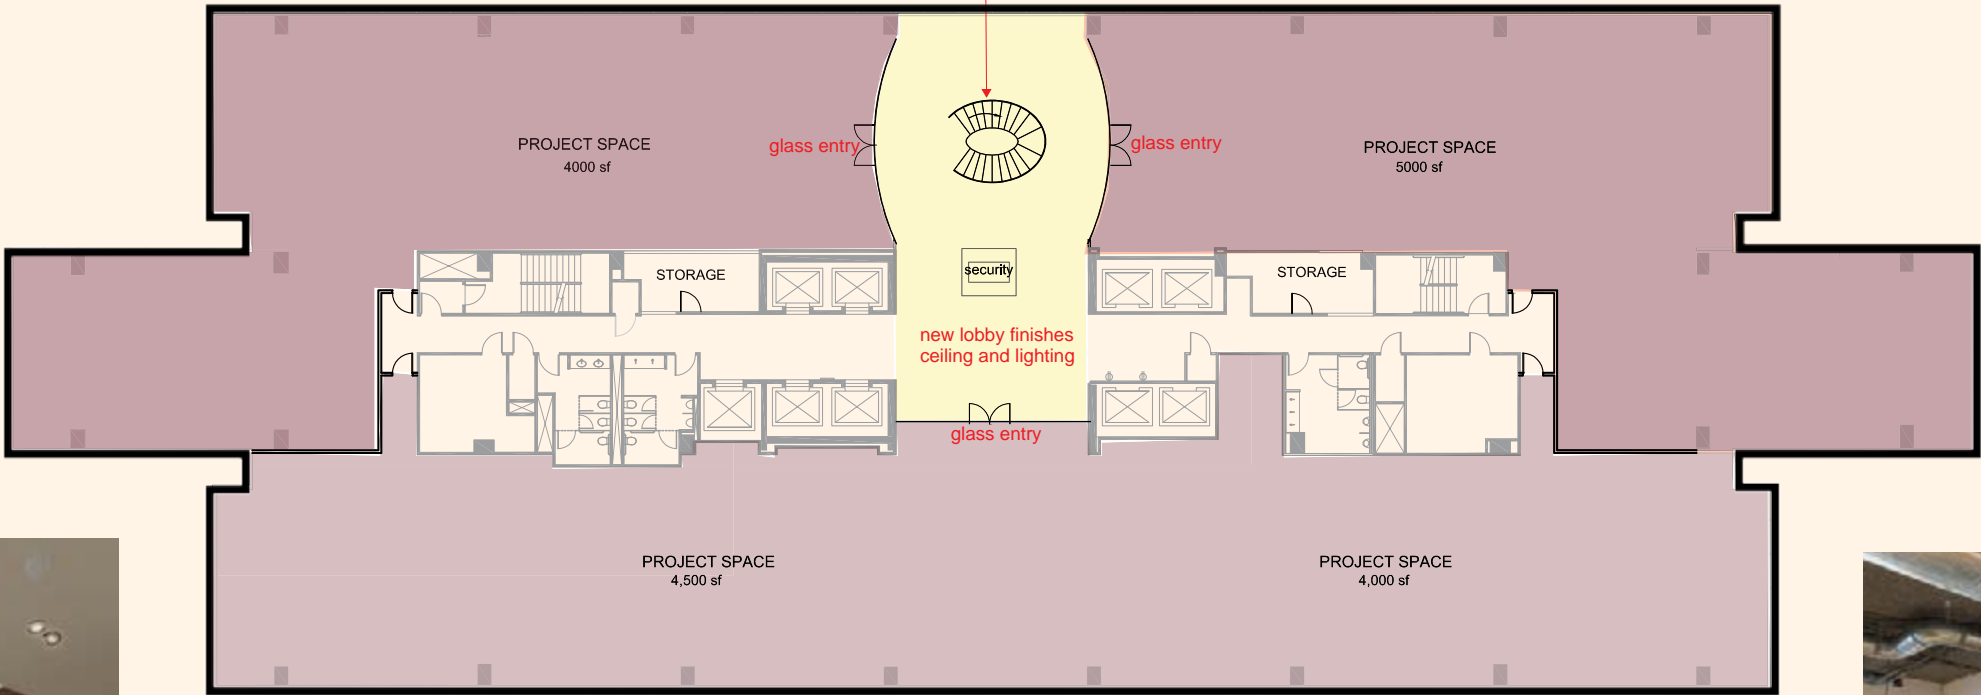 PROJECT SPACE
4000 sf
glass entry
glass entry
PROJECT SPACE
5000 sf
STORAGE
security
STORAGE
new lobby finishes
ceiling and lighting
glass entry
PROJECT SPACE
4,500 sf
PROJECT SPACE
4,000 sf